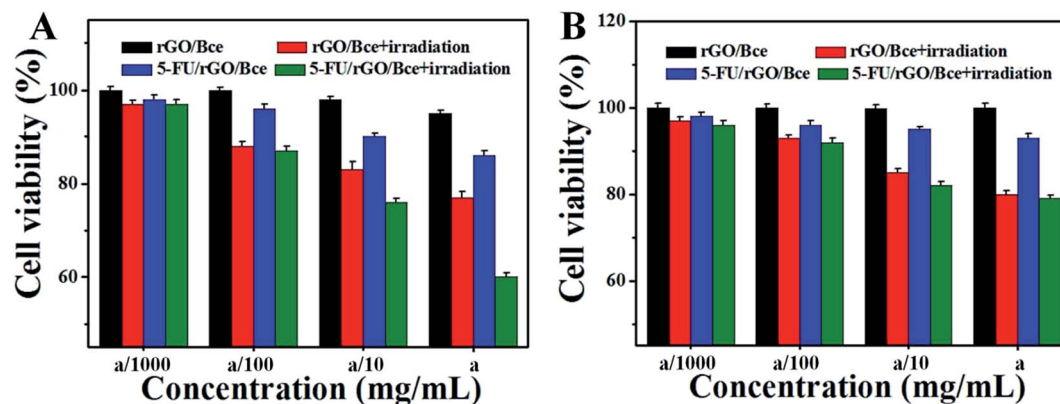 A
rGO/Bce
rGO/Bce+irradiation
5-FU/rGO/Bce
5-FU/rGO/Bce+irradiation
Cell viability (%)
100
80
60
a/1000
a/100
a/10
a
Concentration (mg/mL)
B
rGO/Bce
rGO/Bce+irradiation
5-FU/rGO/Bce
5-FU/rGO/Bce+irradiation
Cell viability (%)
120
100
80
60
a/1000
a/100
a/10
a
Concentration (mg/mL)